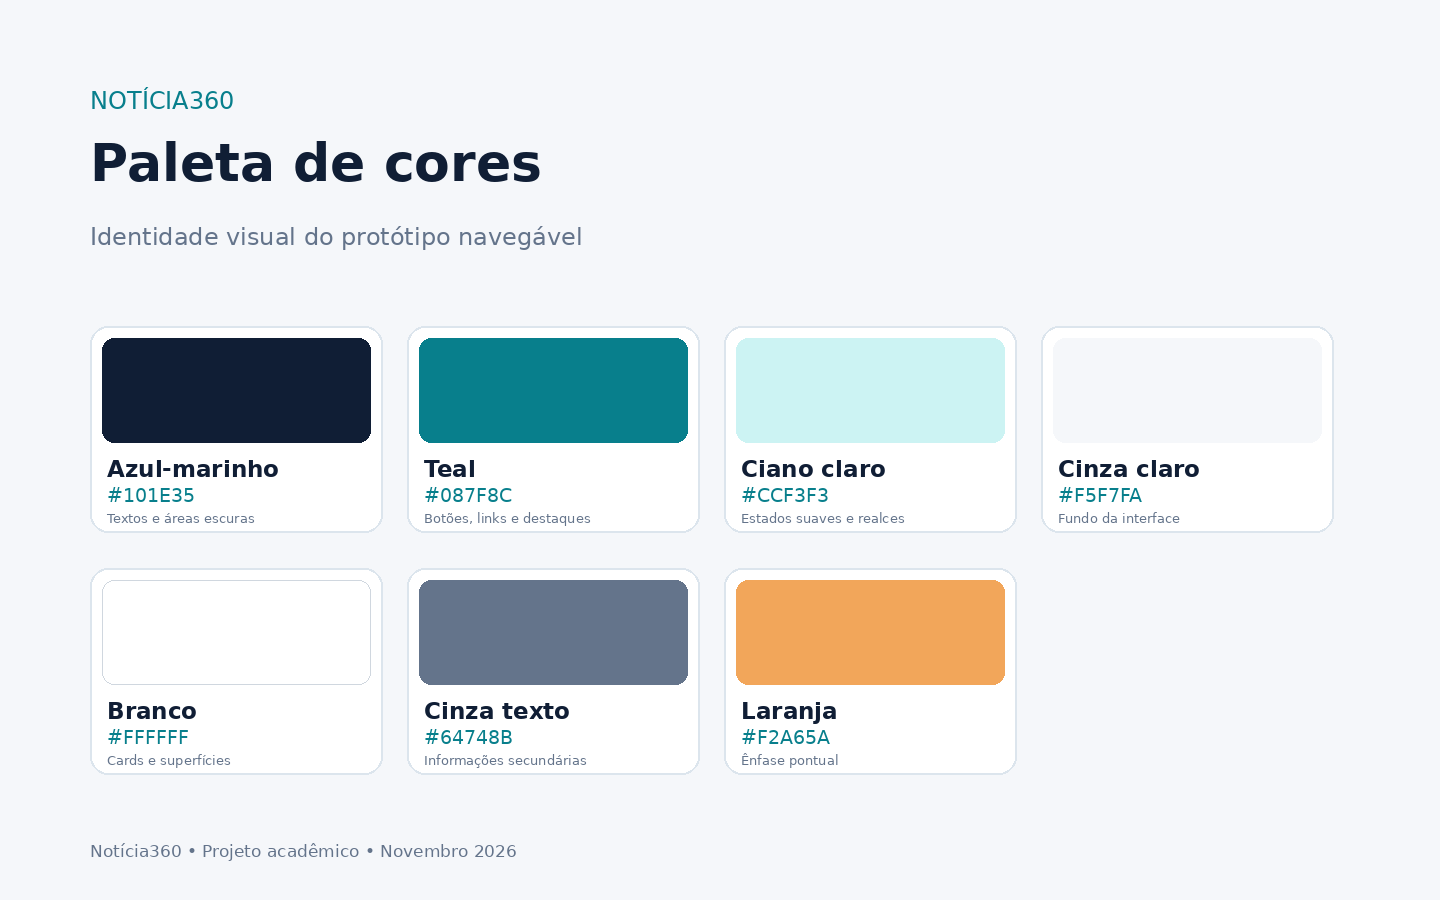 NOTÍCIA360
Paleta de cores
Identidade visual do protótipo navegável
Azul-marinho
#101E35
Textos e áreas escuras
Teal
#087F8C
Botões, links e destaques
Ciano claro
#CCF3F3
Estados suaves e realces
Cinza claro
#F5F7FA
Fundo da interface
Branco
#FFFFFF
Cards e superfícies
Cinza texto
#64748B
Informações secundárias
Laranja
#F2A65A
Ênfase pontual
Notícia360 • Projeto acadêmico • Novembro 2026